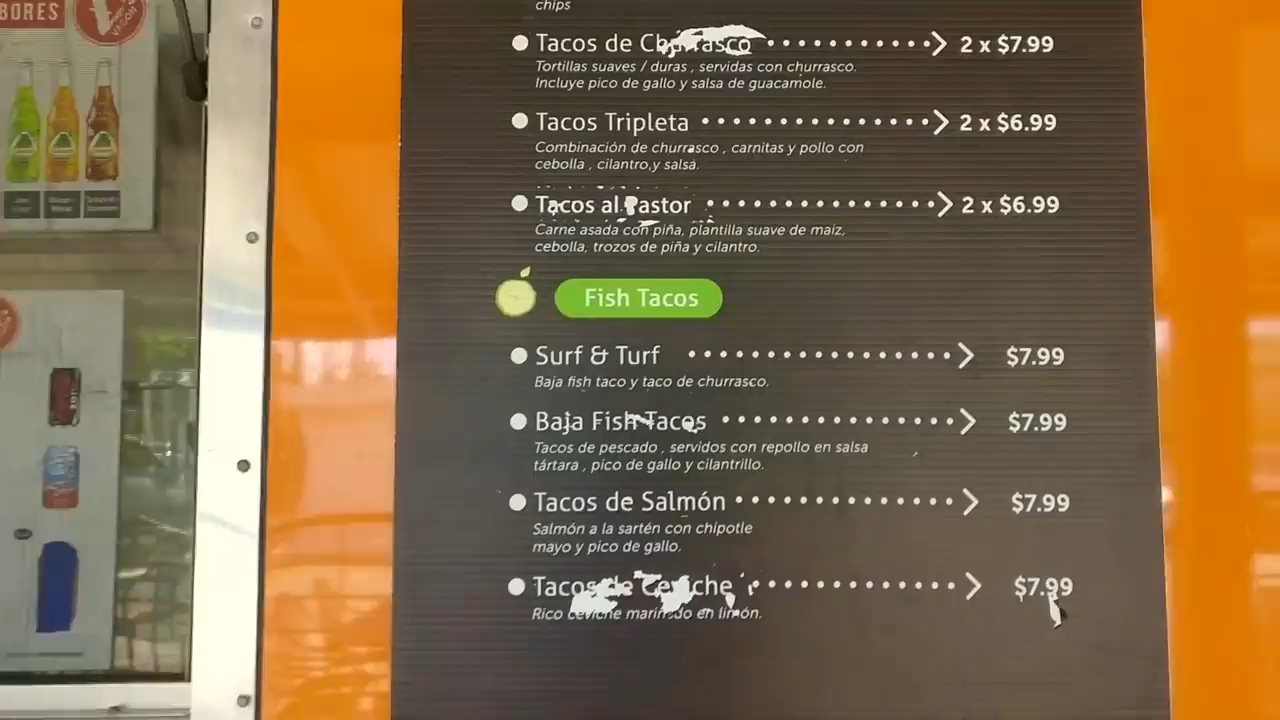 BORES
chips
Tacos de Churrasco 2 x $7.99
Tortillas suaves / duras , servidas con churrasco.
Incluye pico de gallo y salsa de guacamole.
Tacos Tripleta 2 x $6.99
Combinación de churrasco , carnitas y pollo con
cebolla , cilantro,y salsa.
Tacos al Pastor 2 x $6.99
Carne asada con piña, plantilla suave de maiz,
cebolla, trozos de piña y cilantro.
Fish Tacos
Surf & Turf $7.99
Baja fish taco y taco de churrasco.
Baja Fish Tacos $7.99
Tacos de pescado , servidos con repollo en salsa
tártara , pico de gallo y cilantrillo.
Tacos de Salmón $7.99
Salmón a la sartén con chipotle
mayo y pico de gallo.
Tacos de Ceviche $7.99
Rico ceviche marinado en limón.